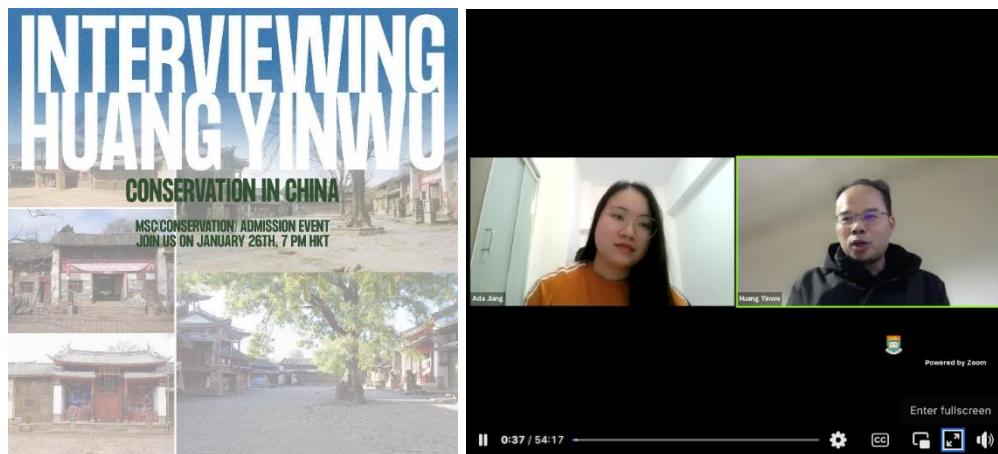 INTERVIEWING
HUANG YINWU
CONSERVATION IN CHINA
MSC(CONSERVATION) ADMISSION EVENT
JOIN US ON JANUARY 26TH, 7 PM HKT
Ada Jiang
Huang Yinwu
Powered by Zoom
Enter fullscreen
0:37 / 54:17
CC